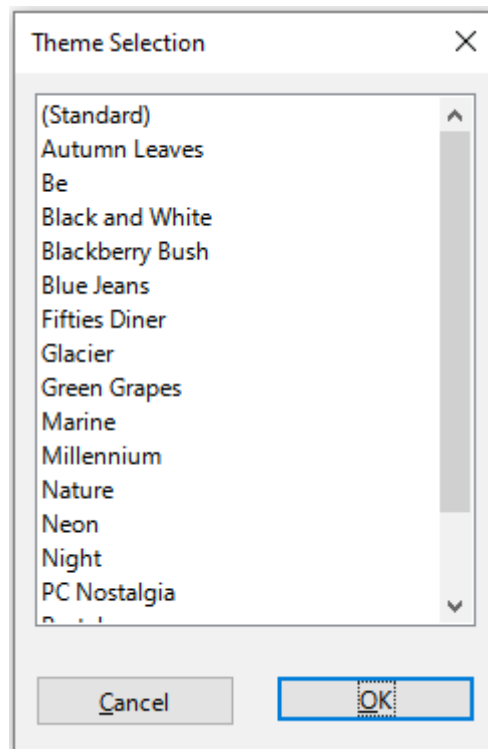 Theme Selection
(Standard)
Autumn Leaves
Be
Black and White
Blackberry Bush
Blue Jeans
Fifties Diner
Glacier
Green Grapes
Marine
Millennium
Nature
Neon
Night
PC Nostalgia
Cancel
OK